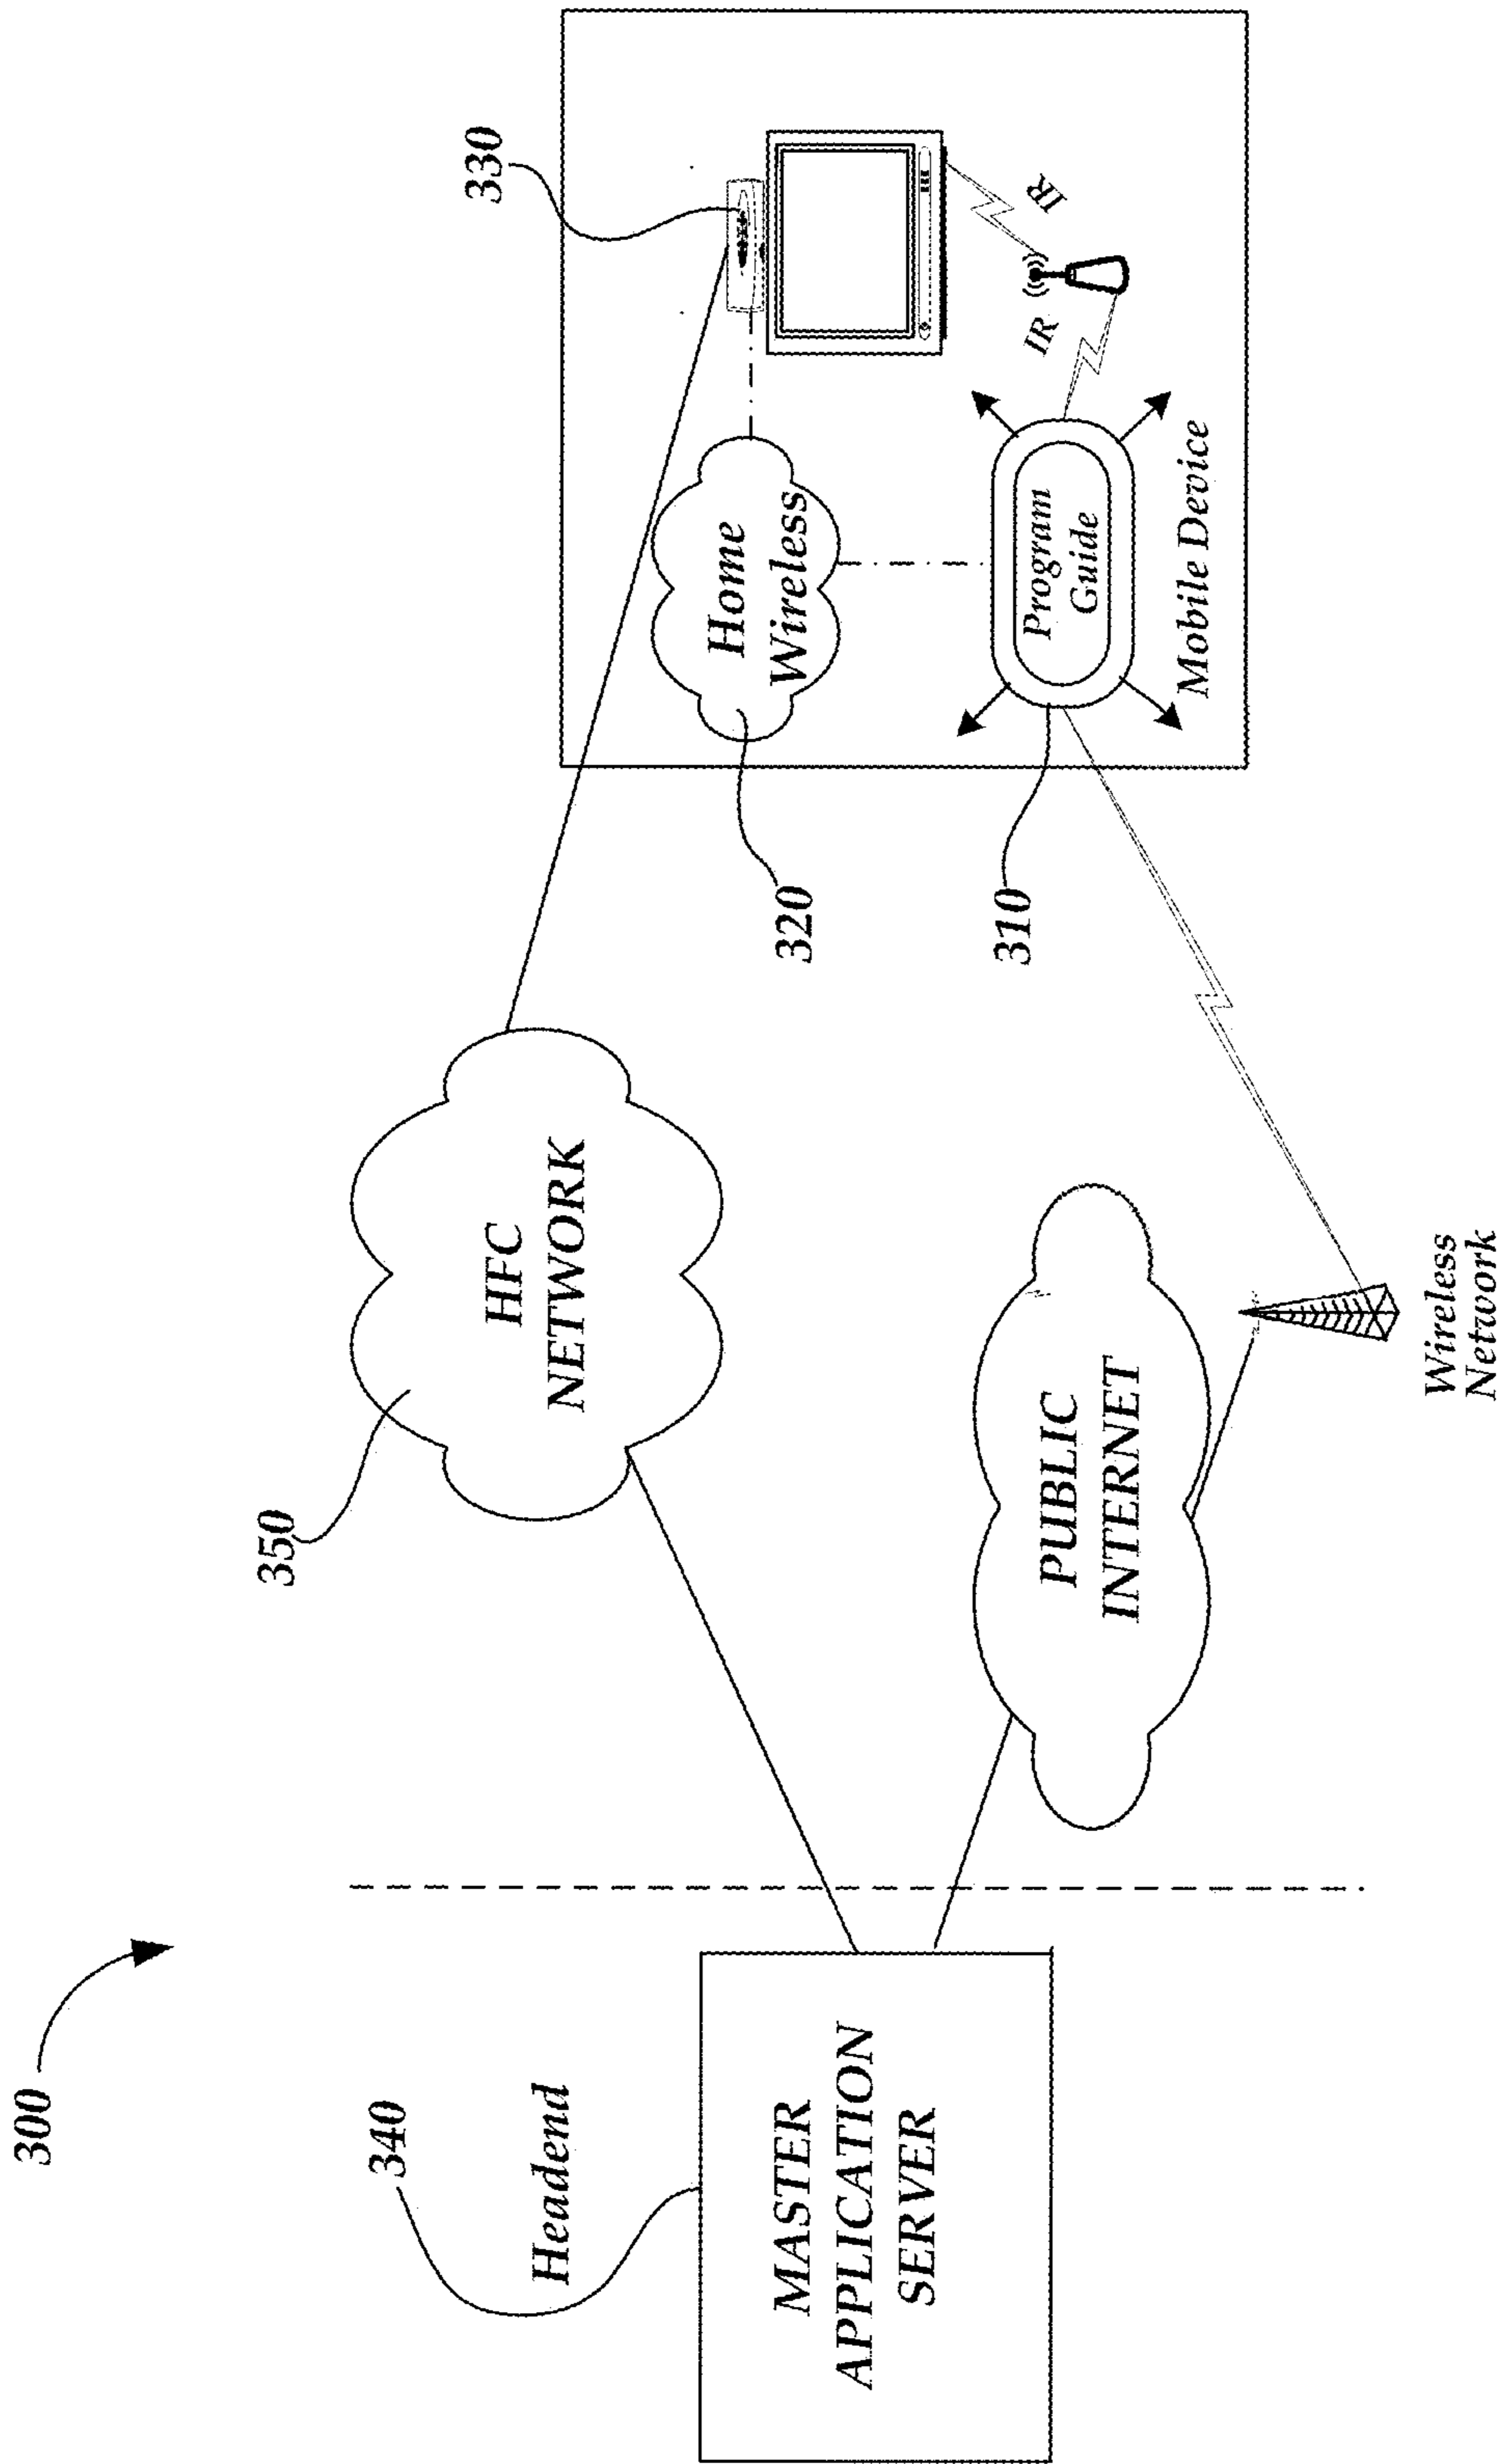 300
340
Headend
MASTER
APPLICATION
SERVER
350
HFC
NETWORK
PUBLIC
INTERNET
Wireless
Network
320
310
330
Home
Wireless
Program
Guide
Mobile Device
IR
IR